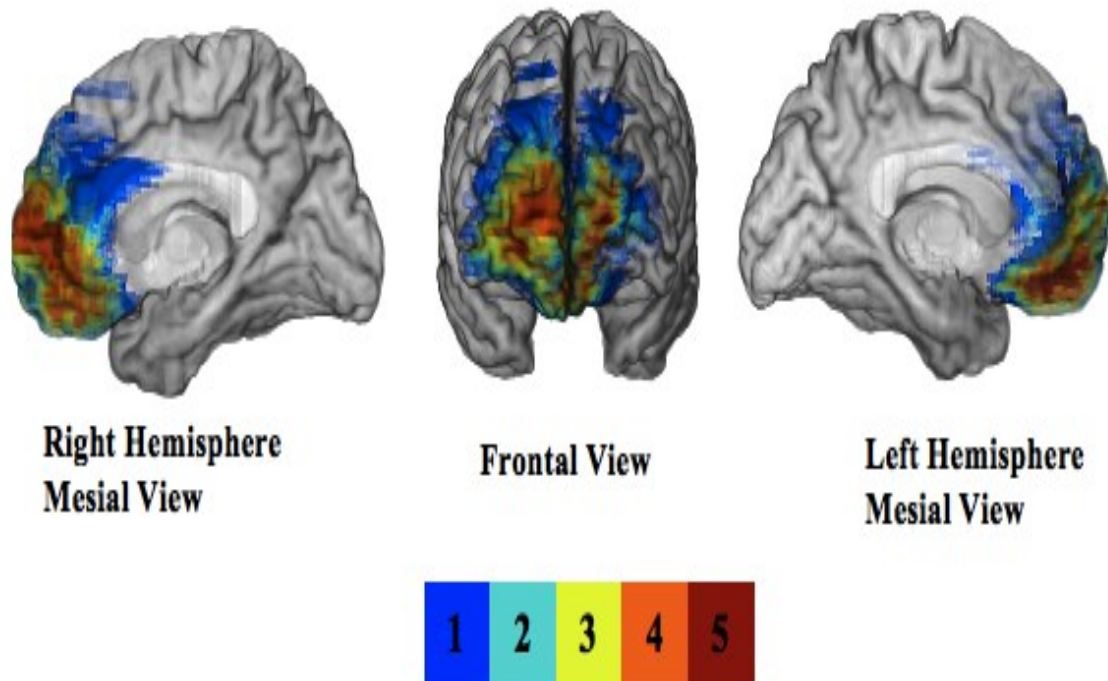 Right Hemisphere
Mesial View
Frontal View
Left Hemisphere
Mesial View
1 2 3 4 5